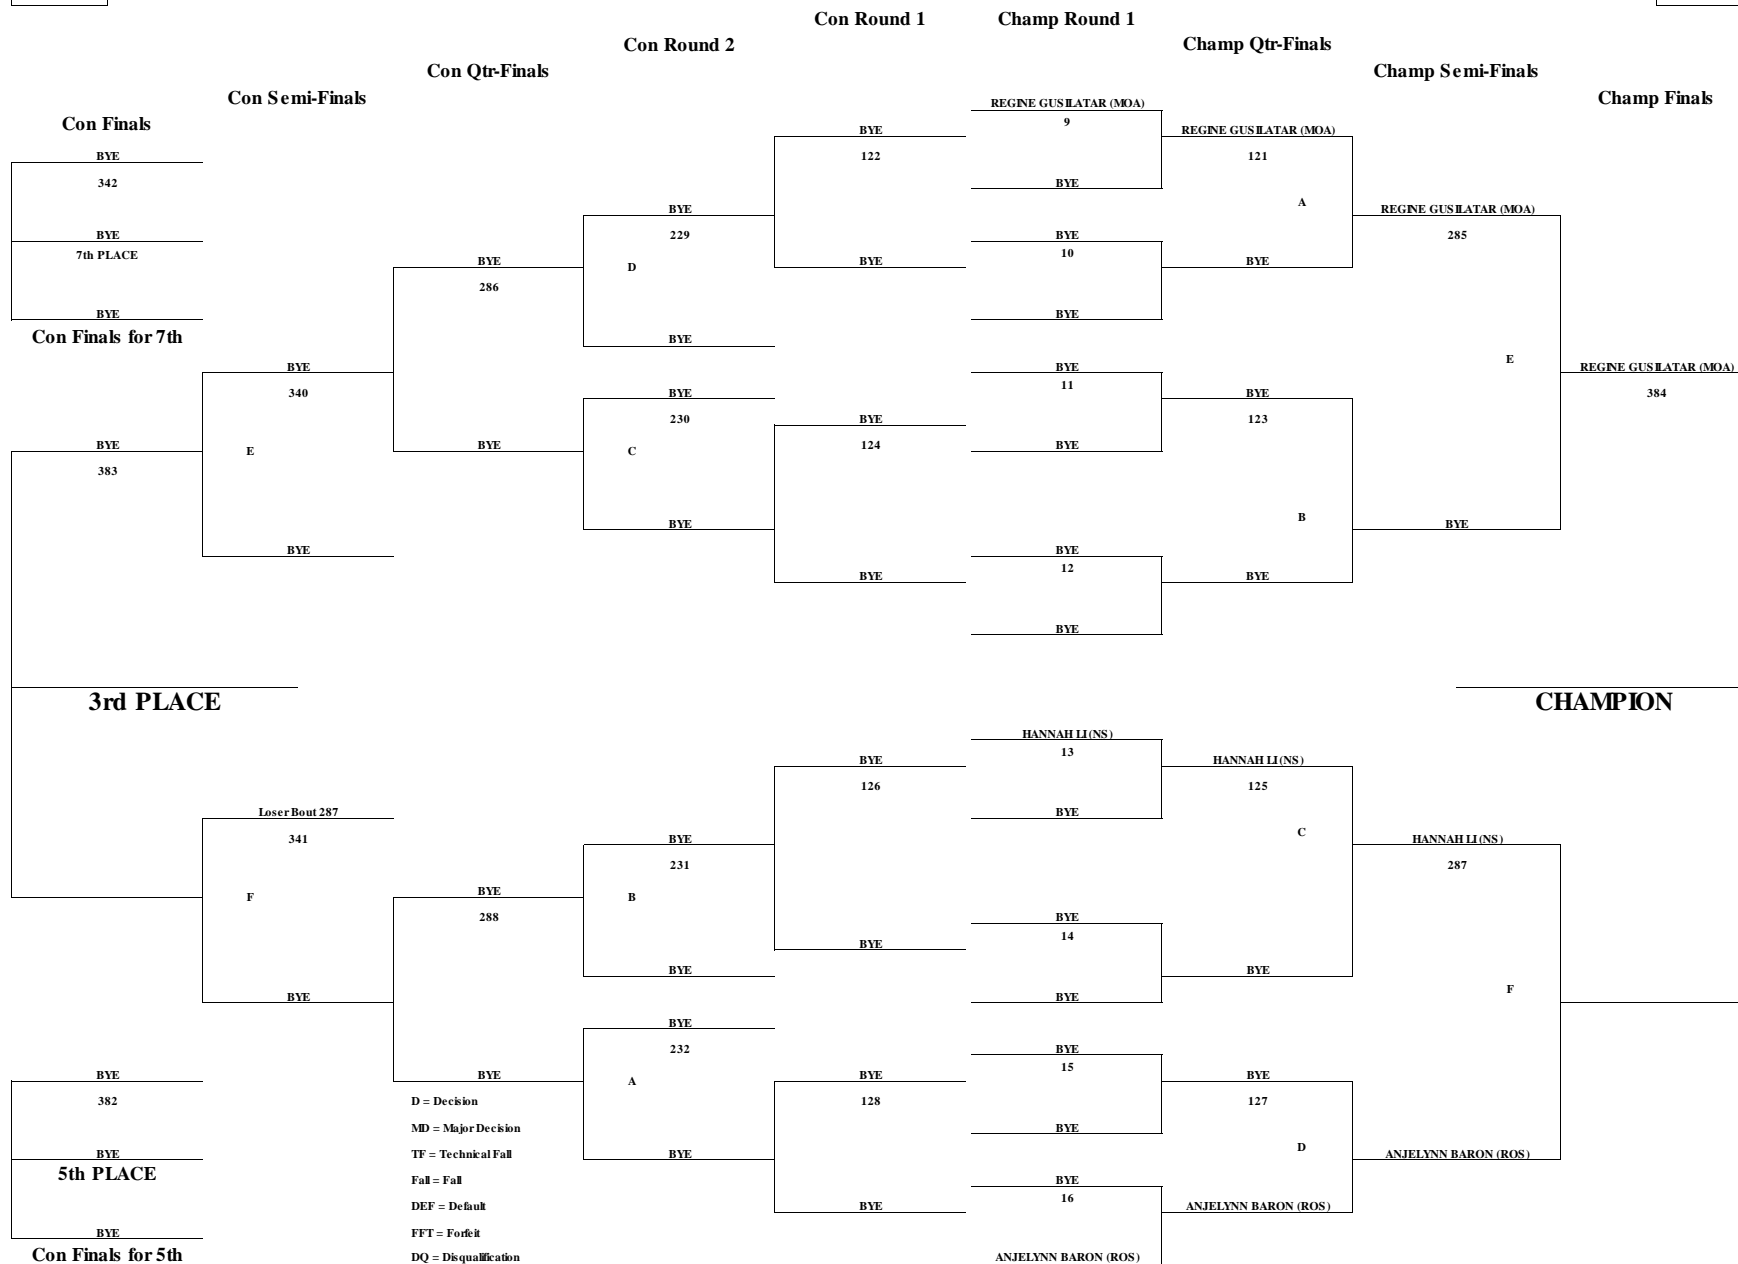 Con Round 1
Champ Round 1
Con Round 2
Champ Qtr-Finals
Con Qtr-Finals
Champ Semi-Finals
Con Semi-Finals
Champ Finals
Con Finals
BYE
342
BYE
7th PLACE
BYE
Con Finals for 7th
BYE
383
3rd PLACE
BYE
382
BYE
5th PLACE
BYE
Con Finals for 5th
BYE
340
E
BYE
Loser Bout 287
341
F
BYE
BYE
286
BYE
BYE
288
BYE
D = Decision
MD = Major Decision
TF = Technical Fall
Fall = Fall
DEF = Default
FFT = Forfeit
DQ = Disqualification
BYE
229
D
BYE
BYE
230
C
BYE
BYE
231
B
BYE
BYE
232
A
BYE
BYE
122
BYE
BYE
124
BYE
BYE
126
BYE
BYE
128
BYE
REGINE GUSILATAR (MOA)
9
BYE
BYE
10
BYE
BYE
11
BYE
BYE
12
BYE
HANNAH LI (NS)
13
BYE
BYE
14
BYE
BYE
15
BYE
BYE
16
ANJELYNN BARON (ROS)
REGINE GUSILATAR (MOA)
121
A
BYE
BYE
123
B
BYE
HANNAH LI (NS)
125
C
BYE
BYE
127
D
ANJELYNN BARON (ROS)
REGINE GUSILATAR (MOA)
285
E
BYE
HANNAH LI (NS)
287
F
ANJELYNN BARON (ROS)
REGINE GUSILATAR (MOA)
384
CHAMPION